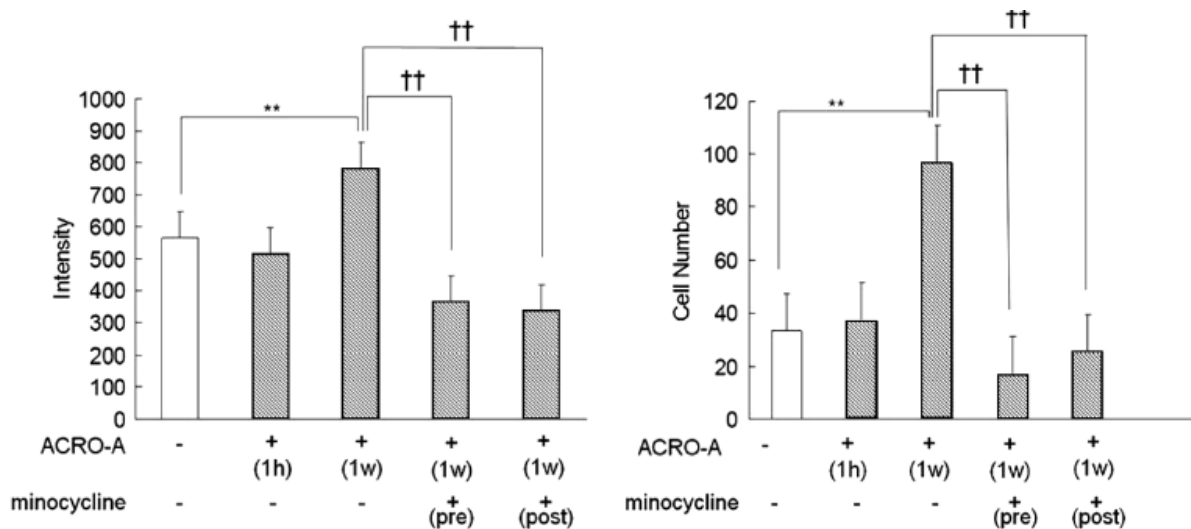 ††
††
**
1000
900
800
700
600
500
400
300
200
100
0
Intensity
ACRO-A - + + + +
(1h) (1w) (1w) (1w)
minocycline - - - + +
(pre) (post)
††
††
**
120
100
80
60
40
20
0
Cell Number
ACRO-A - + + + +
(1h) (1w) (1w) (1w)
minocycline - - - + +
(pre) (post)